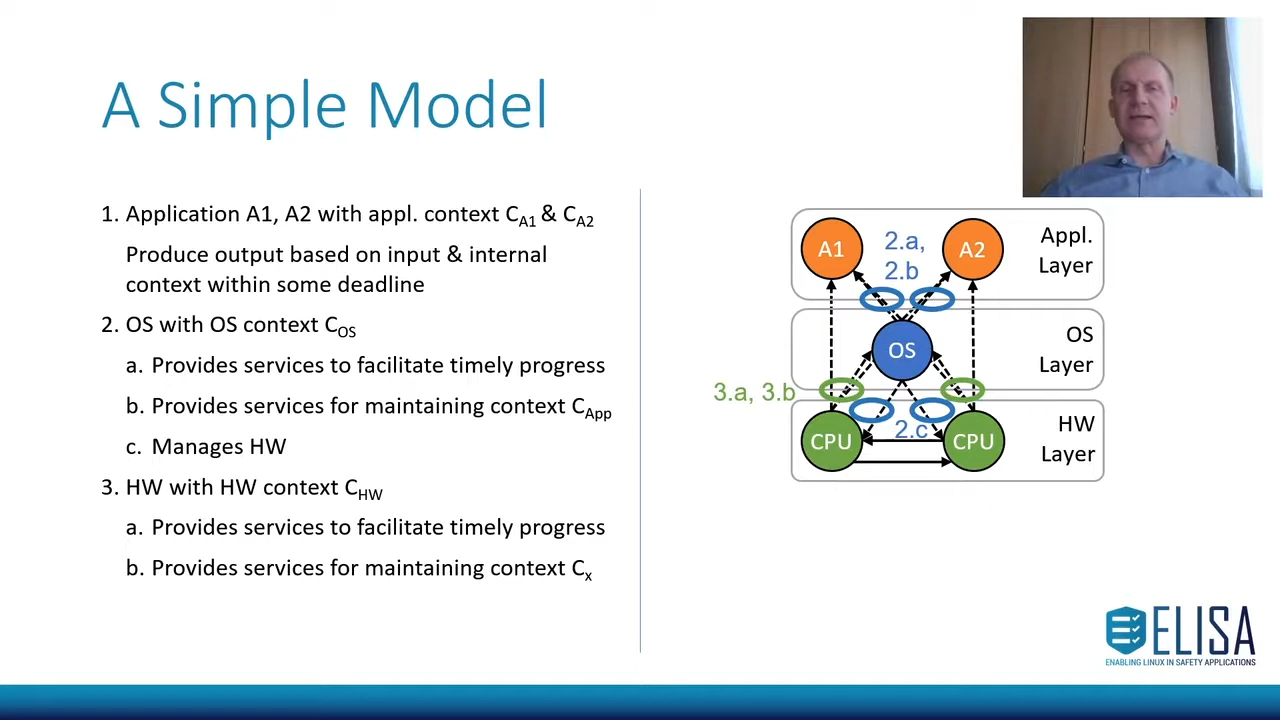 A Simple Model
1. Application A1, A2 with appl. context CA1 & CA2
Produce output based on input & internal
context within some deadline
2. OS with OS context COS
a. Provides services to facilitate timely progress
b. Provides services for maintaining context CApp
c. Manages HW
3. HW with HW context CHW
a. Provides services to facilitate timely progress
b. Provides services for maintaining context Cx
A1
2.a,
2.b
A2
Appl.
Layer
OS
OS
Layer
3.a, 3.b
CPU
2.c
CPU
HW
Layer
ELISA
ENABLING LINUX IN SAFETY APPLICATIONS